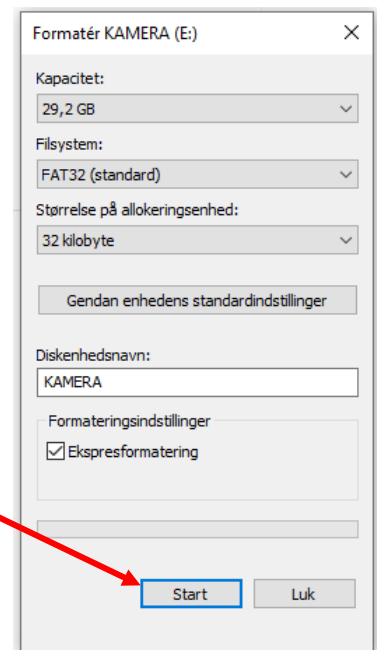 Formatér KAMERA (E:)
Kapacitet:
29,2 GB
Filsystem:
FAT32 (standard)
Størrelse på allokeringsenhed:
32 kilobyte
Gendan enhedens standardindstillinger
Diskenhedsnavn:
KAMERA
Formateringsindstillinger
Ekspresformatering
Start Luk